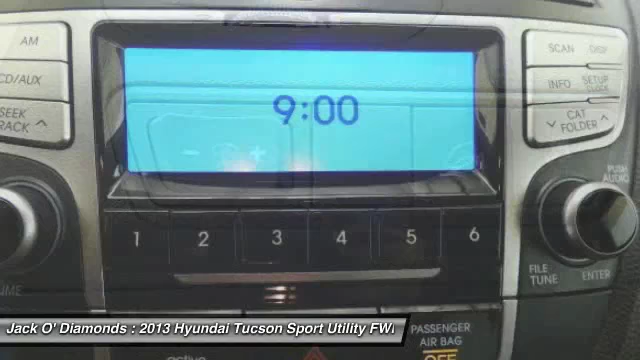 AM
SCAN DISP
CD/AUX
INFO SETUP
CLOCK
SEEK
TRACK
CAT
FOLDER
9:00
PUSH
AUDIO
1 2 3 4 5 6
FILE
TUNE
ENTER
Jack O' Diamonds : 2013 Hyundai Tucson Sport Utility FW
PASSENGER
AIR BAG
OFF